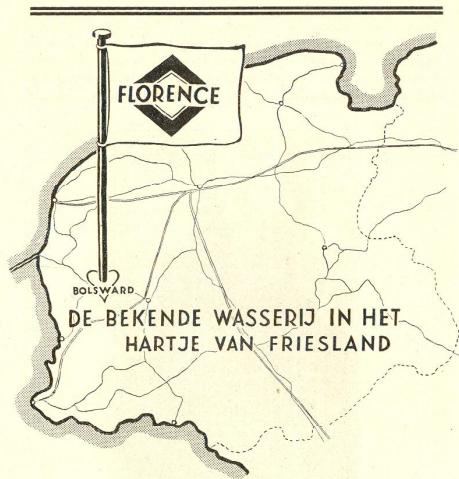 FLORENCE
BOLSWARD
DE BEKENDE WASSERIJ IN HET
HARTJE VAN FRIESLAND